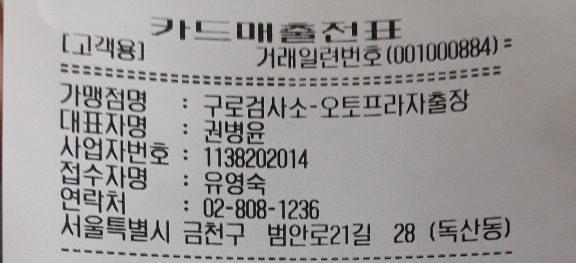 카드매출전표
[고객용] 거래일련번호(001000884)=
==============================================
가맹점명 : 구로검사소-오토프라자출장
대표자명 : 권병윤
사업자번호 : 1138202014
접수자명 : 유영숙
연락처 : 02-808-1236
서울특별시 금천구 범안로21길 28 (독산동)
----------------------------------------------